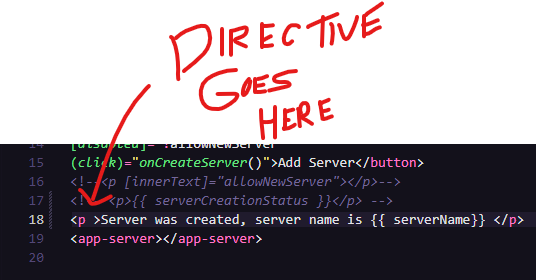 DIRECTIVE
GOES
HERE
14 [disabled]="!allowNewServer"
15 (click)="onCreateServer()">Add Server</button>
16 <!--<p [innerText]="allowNewServer"></p>-->
17 <!-- <p>{{ serverCreationStatus }}</p> -->
18 <p >Server was created, server name is {{ serverName}} </p>
19 <app-server></app-server>